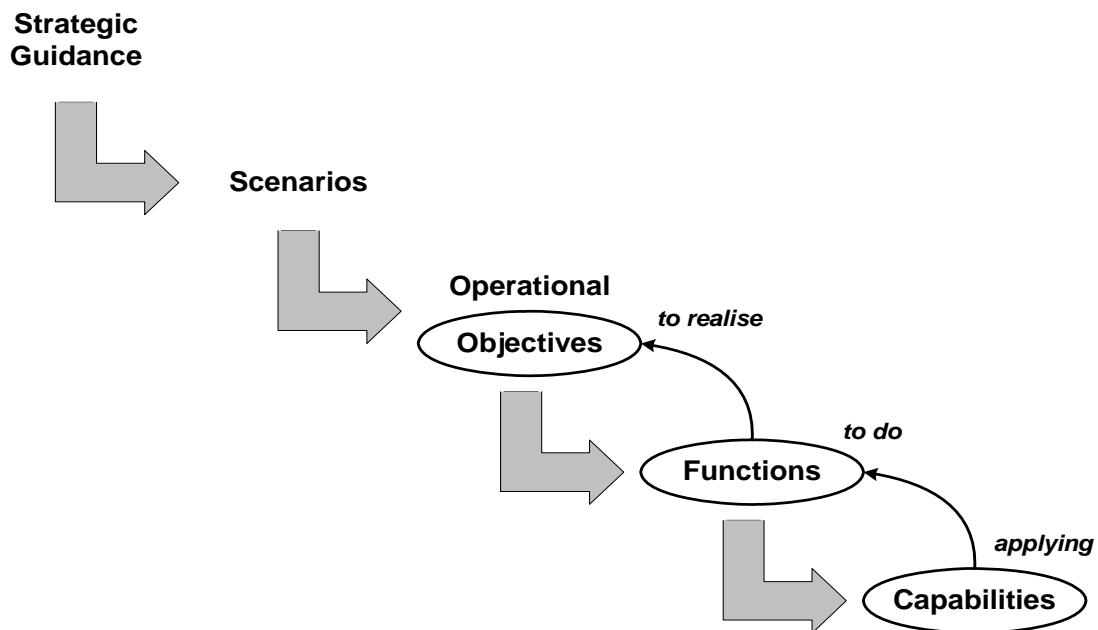 Strategic
Guidance
Scenarios
Operational
Objectives
to realise
to do
Functions
applying
Capabilities